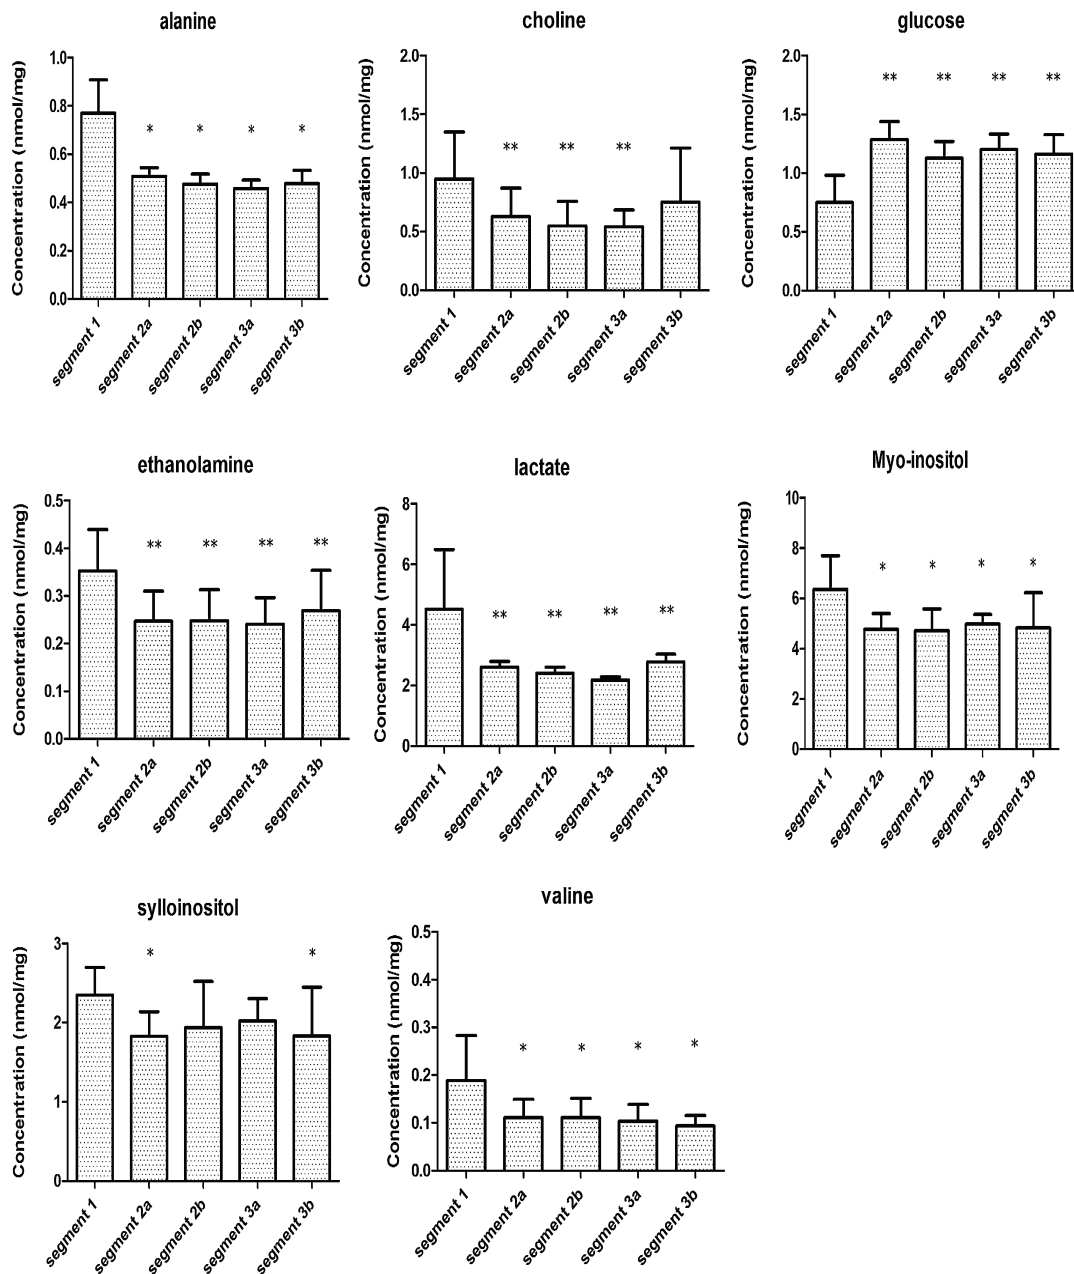 alanine
Concentration (nmol/mg)
1.0
0.8
0.6
0.4
0.2
0.0
* * * *
segment 1
segment 2a
segment 2b
segment 3a
segment 3b
choline
Concentration (nmol/mg)
2.0
1.5
1.0
0.5
0.0
** ** **
segment 1
segment 2a
segment 2b
segment 3a
segment 3b
glucose
Concentration (nmol/mg)
2.0
1.5
1.0
0.5
0.0
** ** ** **
segment 1
segment 2a
segment 2b
segment 3a
segment 3b
ethanolamine
Concentration (nmol/mg)
0.5
0.4
0.3
0.2
0.1
0.0
** ** ** **
segment 1
segment 2a
segment 2b
segment 3a
segment 3b
lactate
Concentration (nmol/mg)
8
6
4
2
0
** ** ** **
segment 1
segment 2a
segment 2b
segment 3a
segment 3b
Myo-inositol
Concentration (nmol/mg)
10
8
6
4
2
0
* * * *
segment 1
segment 2a
segment 2b
segment 3a
segment 3b
sylloinositol
Concentration (nmol/mg)
3
2
1
0
* *
segment 1
segment 2a
segment 2b
segment 3a
segment 3b
valine
Concentration (nmol/mg)
0.5
0.3
0.2
0.1
0.0
* * * *
segment 1
segment 2a
segment 2b
segment 3a
segment 3b